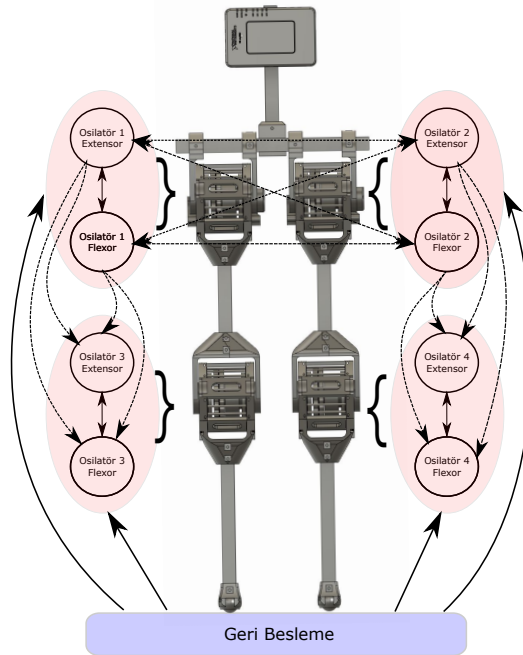 Osilatör 1
Extensor
Osilatör 2
Extensor
Osilatör 1
Flexor
Osilatör 2
Flexor
Osilatör 3
Extensor
Osilatör 4
Extensor
Osilatör 3
Flexor
Osilatör 4
Flexor
Geri Besleme